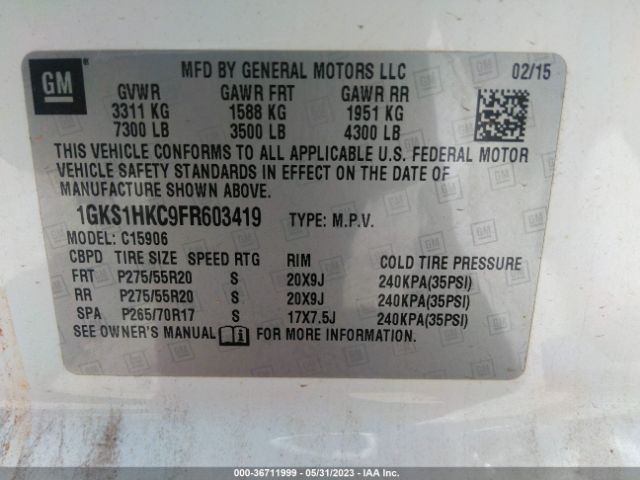 GM ®
MFD BY GENERAL MOTORS LLC 02/15
GVWR GAWR FRT GAWR RR
3311 KG 1588 KG 1951 KG
7300 LB 3500 LB 4300 LB
THIS VEHICLE CONFORMS TO ALL APPLICABLE U.S. FEDERAL MOTOR
VEHICLE SAFETY STANDARDS IN EFFECT ON THE DATE OF
MANUFACTURE SHOWN ABOVE.
1GKS1HKC9FR603419 TYPE: M.P.V.
MODEL: C15906
CBPD TIRE SIZE SPEED RTG RIM COLD TIRE PRESSURE
FRT P275/55R20 S 20X9J 240KPA(35PSI)
RR P275/55R20 S 20X9J 240KPA(35PSI)
SPA P265/70R17 S 17X7.5J 240KPA(35PSI)
SEE OWNER'S MANUAL FOR MORE INFORMATION.
000-36711999 - 05/31/2023 - IAA Inc.